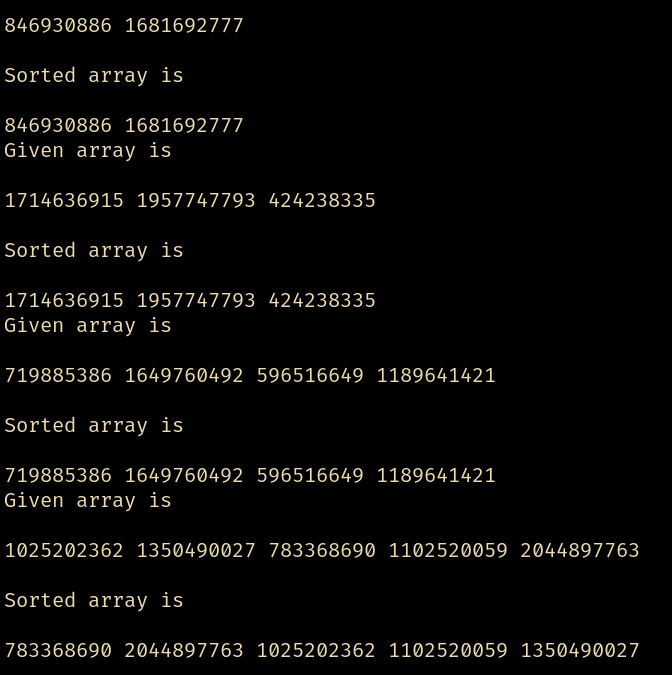 846930886 1681692777
Sorted array is
846930886 1681692777
Given array is
1714636915 1957747793 424238335
Sorted array is
1714636915 1957747793 424238335
Given array is
719885386 1649760492 596516649 1189641421
Sorted array is
719885386 1649760492 596516649 1189641421
Given array is
1025202362 1350490027 783368690 1102520059 2044897763
Sorted array is
783368690 2044897763 1025202362 1102520059 1350490027